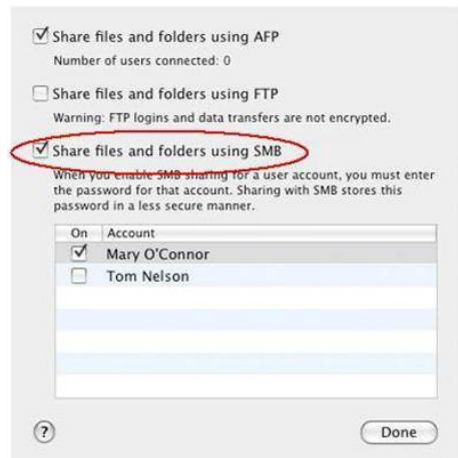 Share files and folders using AFP
Number of users connected: 0
Share files and folders using FTP
Warning: FTP logins and data transfers are not encrypted.
Share files and folders using SMB
When you enable SMB sharing for a user account, you must enter
the password for that account. Sharing with SMB stores this
password in a less secure manner.
On Account
Mary O'Connor
Tom Nelson
? Done